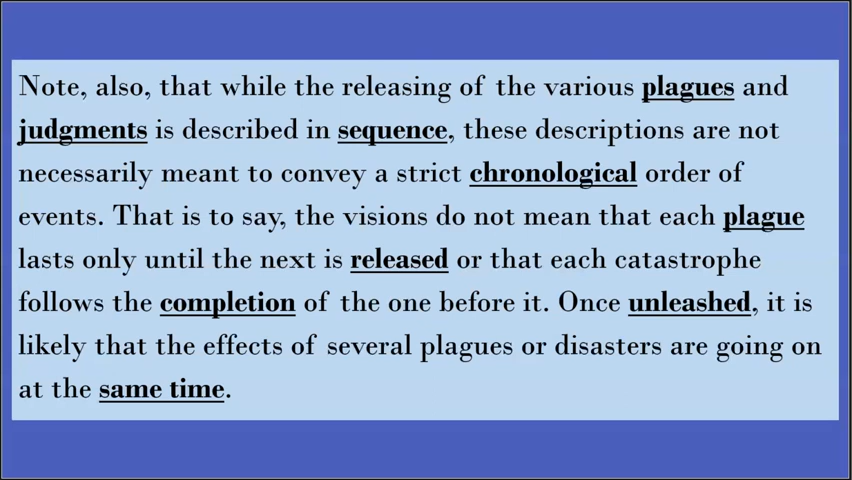 Note, also, that while the releasing of the various plagues and
judgments is described in sequence, these descriptions are not
necessarily meant to convey a strict chronological order of
events. That is to say, the visions do not mean that each plague
lasts only until the next is released or that each catastrophe
follows the completion of the one before it. Once unleashed, it is
likely that the effects of several plagues or disasters are going on
at the same time.